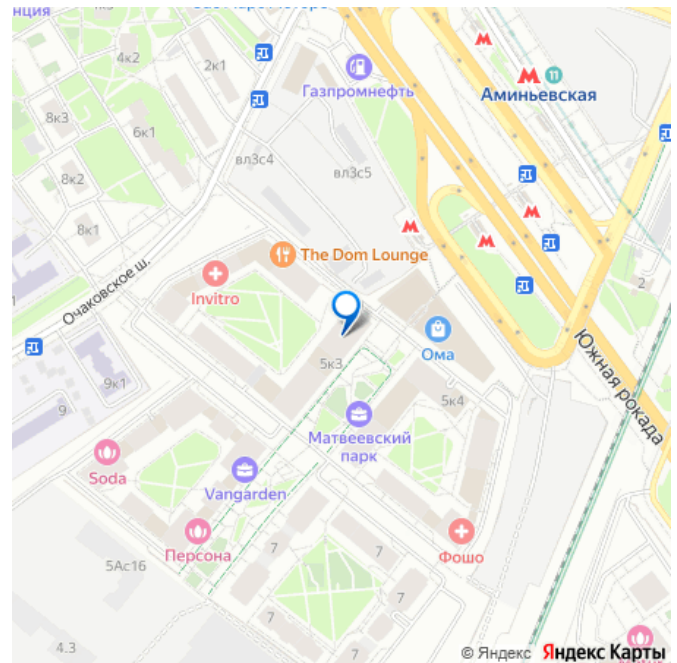 нция
4к2
2к1
8к3
6к1
Газпромнефть
М
М
11
Аминьевская
8к2
вл3с4
вл3с5
8к1
М
М
М
The Dom Lounge
2
Очаковское ш.
Invitro
Ома
Южная рокада
5к3
9к1
9
5к4
Матвеевский
парк
Soda
Vangarden
Персона
Фошо
5Ас16
7
7
7
7
4.3
© Яндекс Яндекс Карты